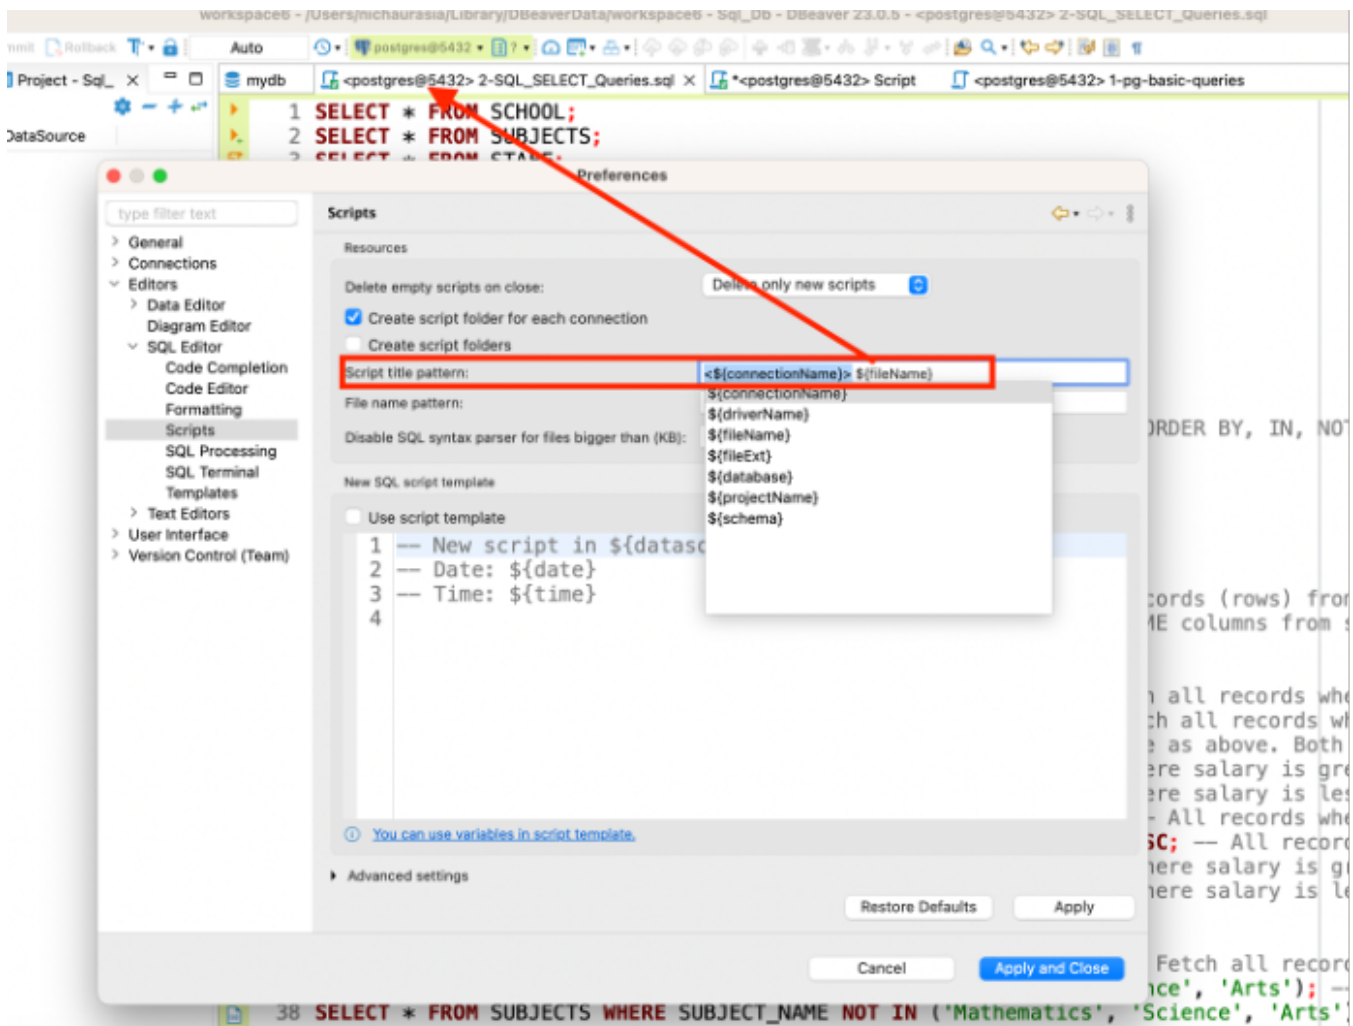 workspace6 - /Users/nichaurasia/Library/DBeaverData/workspace6 - Sql_Db - DBeaver 23.0.5 - <postgres@5432> 2-SQL_SELECT_Queries.sql
Rollback Auto postgres@5432
Project - Sql_ mydb <postgres@5432> 2-SQL_SELECT_Queries.sql *<postgres@5432> Script <postgres@5432> 1-pg-basic-queries
DataSource
1 SELECT * FROM SCHOOL;
2 SELECT * FROM SUBJECTS;
3 SELECT * FROM STAFF;
Preferences
type filter text
General
Connections
Editors
Data Editor
Diagram Editor
SQL Editor
Code Completion
Code Editor
Formatting
Scripts
SQL Processing
SQL Terminal
Templates
Text Editors
User Interface
Version Control (Team)
Scripts
Resources
Delete empty scripts on close: Delete only new scripts
Create script folder for each connection
Create script folders
Script title pattern: <${connectionName}> ${fileName}
File name pattern:
Disable SQL syntax parser for files bigger than (KB):
${connectionName}
${driverName}
${fileName}
${fileExt}
${database}
${projectName}
${schema}
New SQL script template
Use script template
1 -- New script in ${datasc
2 -- Date: ${date}
3 -- Time: ${time}
4
You can use variables in script template.
Advanced settings
Restore Defaults Apply
Cancel Apply and Close
ORDER BY, IN, NOT
cords (rows) from
ME columns from s
n all records whe
ch all records wh
e as above. Both
ere salary is gre
ere salary is les
- All records whe
SC; -- All record
here salary is gr
here salary is le
Fetch all record
nce', 'Arts'); --
38 SELECT * FROM SUBJECTS WHERE SUBJECT_NAME NOT IN ('Mathematics', 'Science', 'Arts'